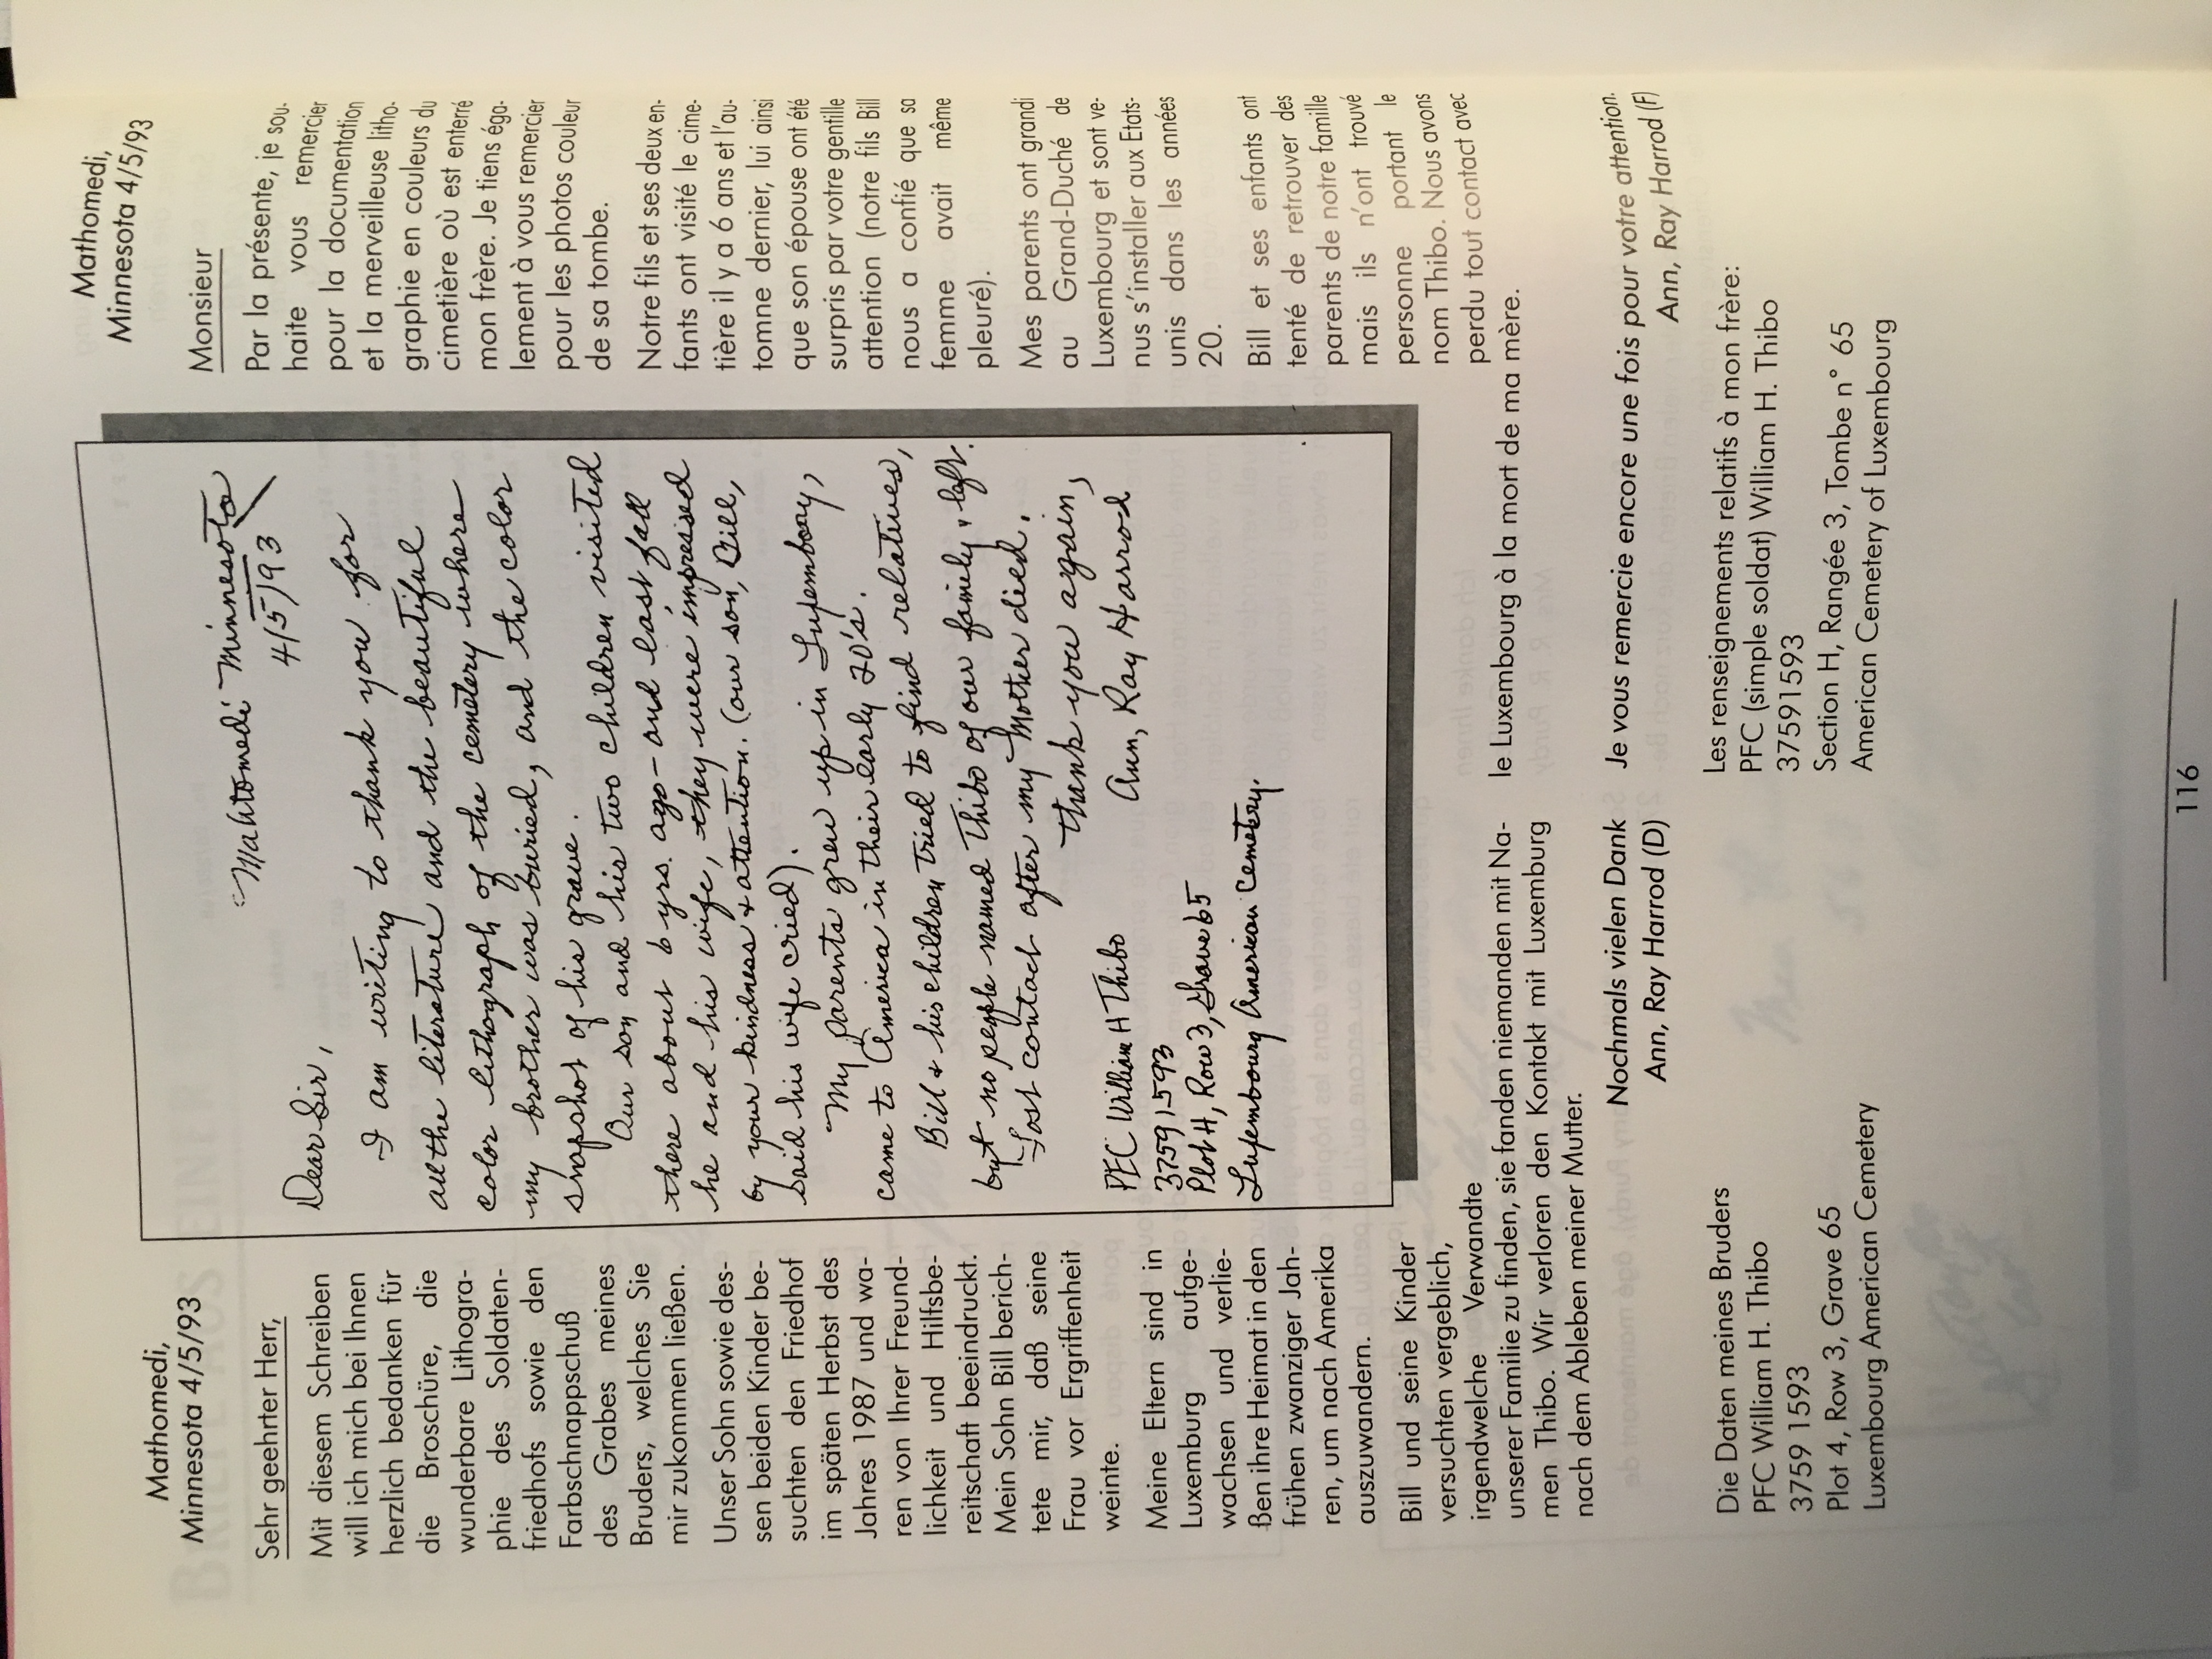 Mathomedi,
Minnesota 4/5/93
Sehr geehrter Herr,
Mit diesem Schreiben
will ich mich bei Ihnen
herzlich bedanken für
die Broschüre, die
wunderbare Lithogra-
phie des Soldaten-
friedhofs sowie den
Farbschnappschuß
des Grabes meines
Bruders, welches Sie
mir zukommen ließen.
Unser Sohn sowie des-
sen beiden Kinder be-
suchten den Friedhof
im späten Herbst des
Jahres 1987 und wa-
ren von Ihrer Freund-
lichkeit und Hilfsbe-
reitschaft beeindruckt.
Mein Sohn Bill berich-
tete mir, daß seine
Frau vor Ergriffenheit
weinte.
Meine Eltern sind in
Luxemburg aufge-
wachsen und verlie-
ßen ihre Heimat in den
frühen zwanziger Jah-
ren, um nach Amerika
auszuwandern.
Bill und seine Kinder
versuchten vergeblich,
irgendwelche Verwandte
unserer Familie zu finden, sie fanden niemanden mit Na-
men Thibo. Wir verloren den Kontakt mit Luxemburg
nach dem Ableben meiner Mutter.
Nochmals vielen Dank
Ann, Ray Harrod (D)
Die Daten meines Bruders
PFC William H. Thibo
3759 1593
Plot 4, Row 3, Grave 65
Luxembourg American Cemetery
Mahtomedi Minnesota
4/5/93
Dear Sir,
I am writing to thank you for
all the literature and the beautiful
color lithograph of the cemetery where
my brother was buried, and the color
snapshot of his grave.
Our son and his two children visited
there about 6 yrs. ago - and last fall
he and his wife, they were impressed
by your kindness & attention. (our son, Bill,
said his wife cried).
My parents grew up in Luxembourg,
came to America in their early 20's.
Bill & his children tried to find relatives,
but no people named Thibo of our family left.
Lost contact after my Mother died.
Thank you again,
Ann, Ray Harrod
PFC William H Thibo
37591593
Plot H, Row 3, Grave 65
Luxembourg American Cemetery.
Mathomedi,
Minnesota 4/5/93
Monsieur
Par la présente, je sou-
haite vous remercier
pour la documentation
et la merveilleuse litho-
graphie en couleurs du
cimetière où est enterré
mon frère. Je tiens éga-
lement à vous remercier
pour les photos couleur
de sa tombe.
Notre fils et ses deux en-
fants ont visité le cime-
tière il y a 6 ans et l'au-
tomne dernier, lui ainsi
que son épouse ont été
surpris par votre gentille
attention (notre fils Bill
nous a confié que sa
femme avait même
pleuré).
Mes parents ont grandi
au Grand-Duché de
Luxembourg et sont ve-
nus s'installer aux Etats-
unis dans les années
20.
Bill et ses enfants ont
tenté de retrouver des
parents de notre famille
mais ils n'ont trouvé
personne portant le
nom Thibo. Nous avons
perdu tout contact avec
le Luxembourg à la mort de ma mère.
Je vous remercie encore une fois pour votre attention.
Ann, Ray Harrod (F)
Les renseignements relatifs à mon frère:
PFC (simple soldat) William H. Thibo
37591593
Section H, Rangée 3, Tombe n° 65
American Cemetery of Luxembourg
116